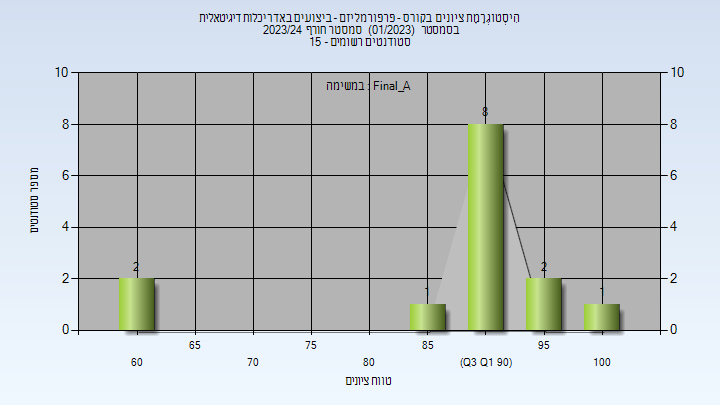 היסטוגרמת ציונים בקורס - פרפורמליזם - ביצועים באדריכלות דיגיטאלית
בסמסטר (01/2023) סמסטר חורף 2023/24
סטודנטים רשומים - 15
במשימה : Final_A
10 10
8 8
6 6
4 4
2 2
0 0
2 1 8 2 1
מספר סטודנטים
65 75 85 95
60 70 80 (Q3 Q1 90) 100
טווח ציונים